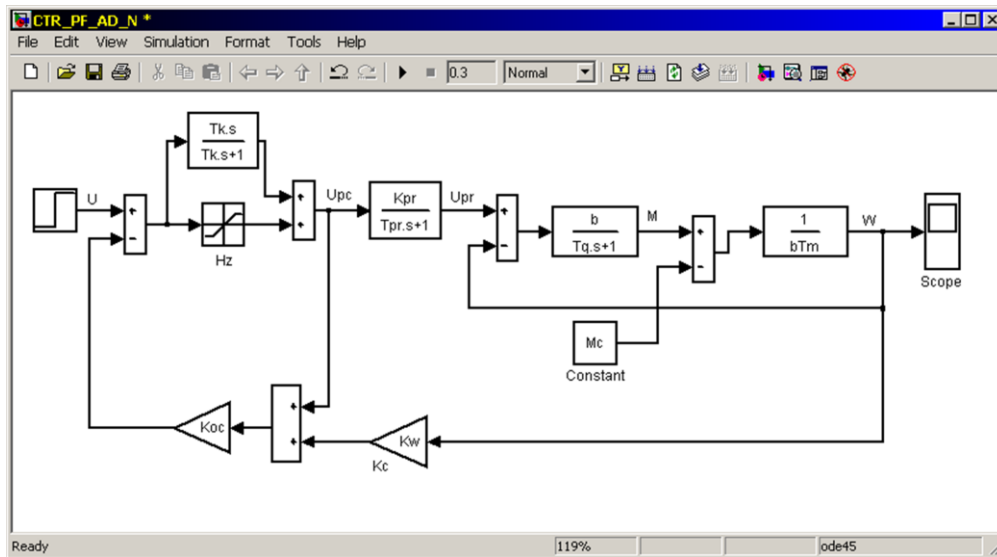 CTR_PF_AD_N *
File Edit View Simulation Format Tools Help
0.3 Normal
Tk.s
Tk.s+1
U
Hz
Upc
Kpr
Tpr.s+1
Upr
b
Tq.s+1
M
1
bTm
W
Scope
Mc
Constant
Koc
Kw
Kc
Ready 119% ode45